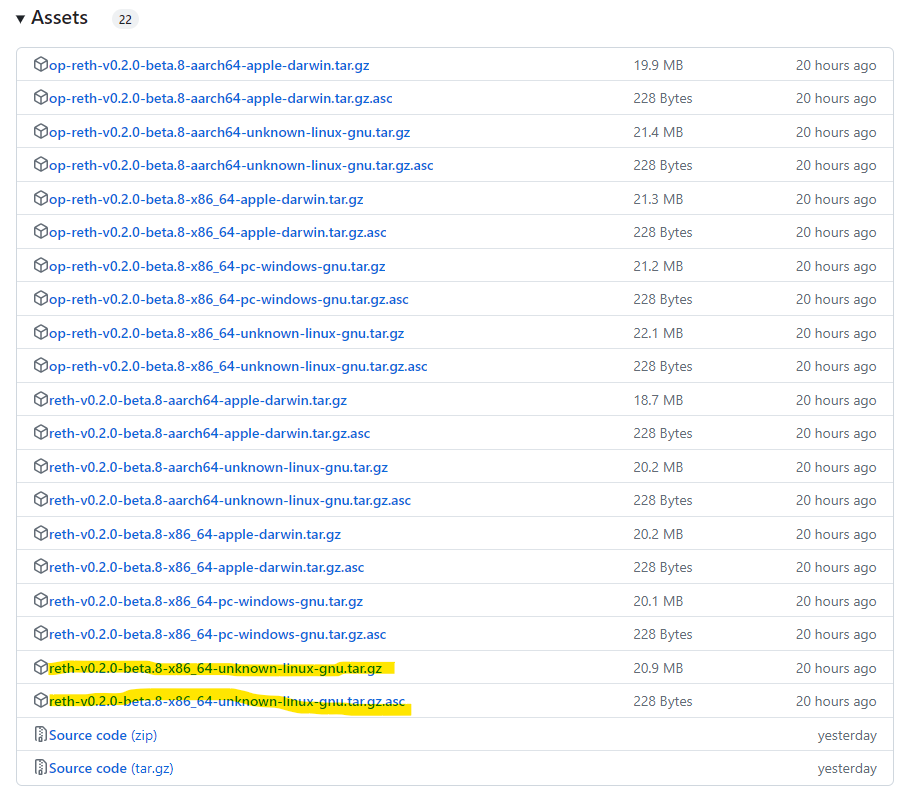 Assets 22
op-reth-v0.2.0-beta.8-aarch64-apple-darwin.tar.gz 19.9 MB 20 hours ago
op-reth-v0.2.0-beta.8-aarch64-apple-darwin.tar.gz.asc 228 Bytes 20 hours ago
op-reth-v0.2.0-beta.8-aarch64-unknown-linux-gnu.tar.gz 21.4 MB 20 hours ago
op-reth-v0.2.0-beta.8-aarch64-unknown-linux-gnu.tar.gz.asc 228 Bytes 20 hours ago
op-reth-v0.2.0-beta.8-x86_64-apple-darwin.tar.gz 21.3 MB 20 hours ago
op-reth-v0.2.0-beta.8-x86_64-apple-darwin.tar.gz.asc 228 Bytes 20 hours ago
op-reth-v0.2.0-beta.8-x86_64-pc-windows-gnu.tar.gz 21.2 MB 20 hours ago
op-reth-v0.2.0-beta.8-x86_64-pc-windows-gnu.tar.gz.asc 228 Bytes 20 hours ago
op-reth-v0.2.0-beta.8-x86_64-unknown-linux-gnu.tar.gz 22.1 MB 20 hours ago
op-reth-v0.2.0-beta.8-x86_64-unknown-linux-gnu.tar.gz.asc 228 Bytes 20 hours ago
reth-v0.2.0-beta.8-aarch64-apple-darwin.tar.gz 18.7 MB 20 hours ago
reth-v0.2.0-beta.8-aarch64-apple-darwin.tar.gz.asc 228 Bytes 20 hours ago
reth-v0.2.0-beta.8-aarch64-unknown-linux-gnu.tar.gz 20.2 MB 20 hours ago
reth-v0.2.0-beta.8-aarch64-unknown-linux-gnu.tar.gz.asc 228 Bytes 20 hours ago
reth-v0.2.0-beta.8-x86_64-apple-darwin.tar.gz 20.2 MB 20 hours ago
reth-v0.2.0-beta.8-x86_64-apple-darwin.tar.gz.asc 228 Bytes 20 hours ago
reth-v0.2.0-beta.8-x86_64-pc-windows-gnu.tar.gz 20.1 MB 20 hours ago
reth-v0.2.0-beta.8-x86_64-pc-windows-gnu.tar.gz.asc 228 Bytes 20 hours ago
reth-v0.2.0-beta.8-x86_64-unknown-linux-gnu.tar.gz 20.9 MB 20 hours ago
reth-v0.2.0-beta.8-x86_64-unknown-linux-gnu.tar.gz.asc 228 Bytes 20 hours ago
Source code (zip) yesterday
Source code (tar.gz) yesterday